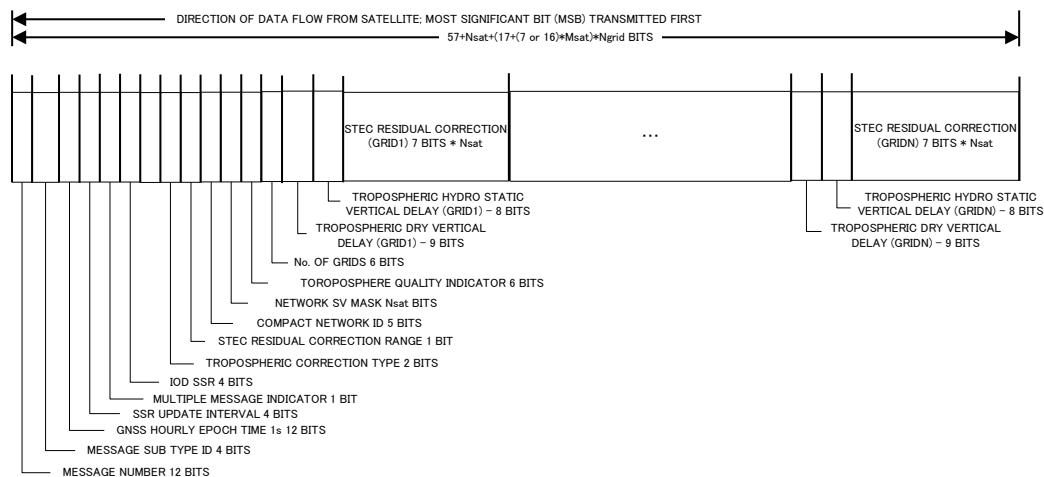 DIRECTION OF DATA FLOW FROM SATELLITE; MOST SIGNIFICANT BIT (MSB) TRANSMITTED FIRST
57+Nsat+(17+(7 or 16)*Msat)*Ngrid BITS
STEC RESIDUAL CORRECTION
(GRID1) 7 BITS * Nsat
...
STEC RESIDUAL CORRECTION
(GRIDN) 7 BITS * Nsat
TROPOSPHERIC HYDRO STATIC
VERTICAL DELAY (GRID1) - 8 BITS
TROPOSPHERIC DRY VERTICAL
DELAY (GRID1) - 9 BITS
TROPOSPHERIC HYDRO STATIC
VERTICAL DELAY (GRIDN) - 8 BITS
TROPOSPHERIC DRY VERTICAL
DELAY (GRIDN) - 9 BITS
No. OF GRIDS 6 BITS
TOROPOSPHERE QUALITY INDICATOR 6 BITS
NETWORK SV MASK Nsat BITS
COMPACT NETWORK ID 5 BITS
STEC RESIDUAL CORRECTION RANGE 1 BIT
TROPOSPHERIC CORRECTION TYPE 2 BITS
IOD SSR 4 BITS
MULTIPLE MESSAGE INDICATOR 1 BIT
SSR UPDATE INTERVAL 4 BITS
GNSS HOURLY EPOCH TIME 1s 12 BITS
MESSAGE SUB TYPE ID 4 BITS
MESSAGE NUMBER 12 BITS